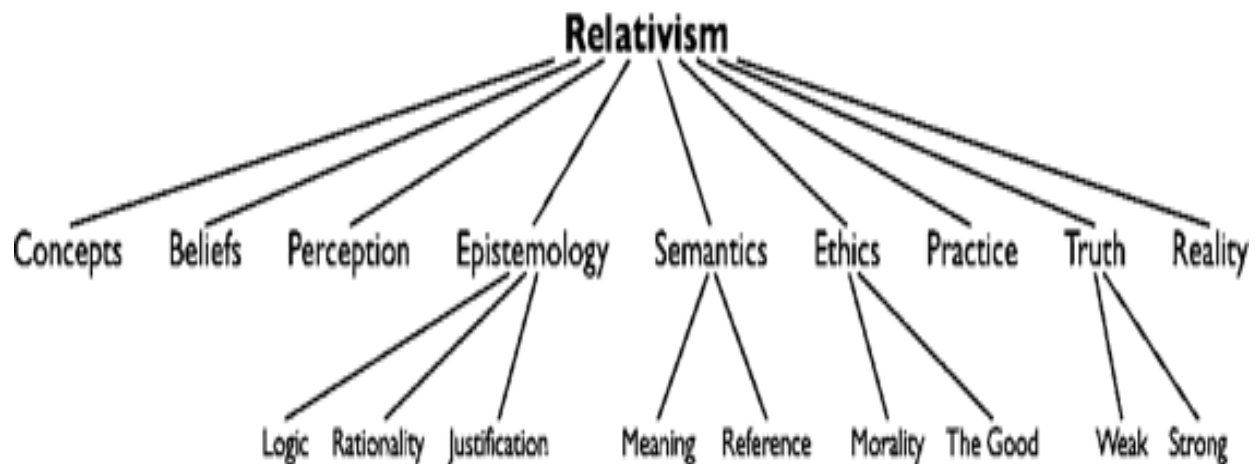 Relativism
Concepts Beliefs Perception Epistemology Semantics Ethics Practice Truth Reality
Logic Rationality Justification Meaning Reference Morality The Good Weak Strong